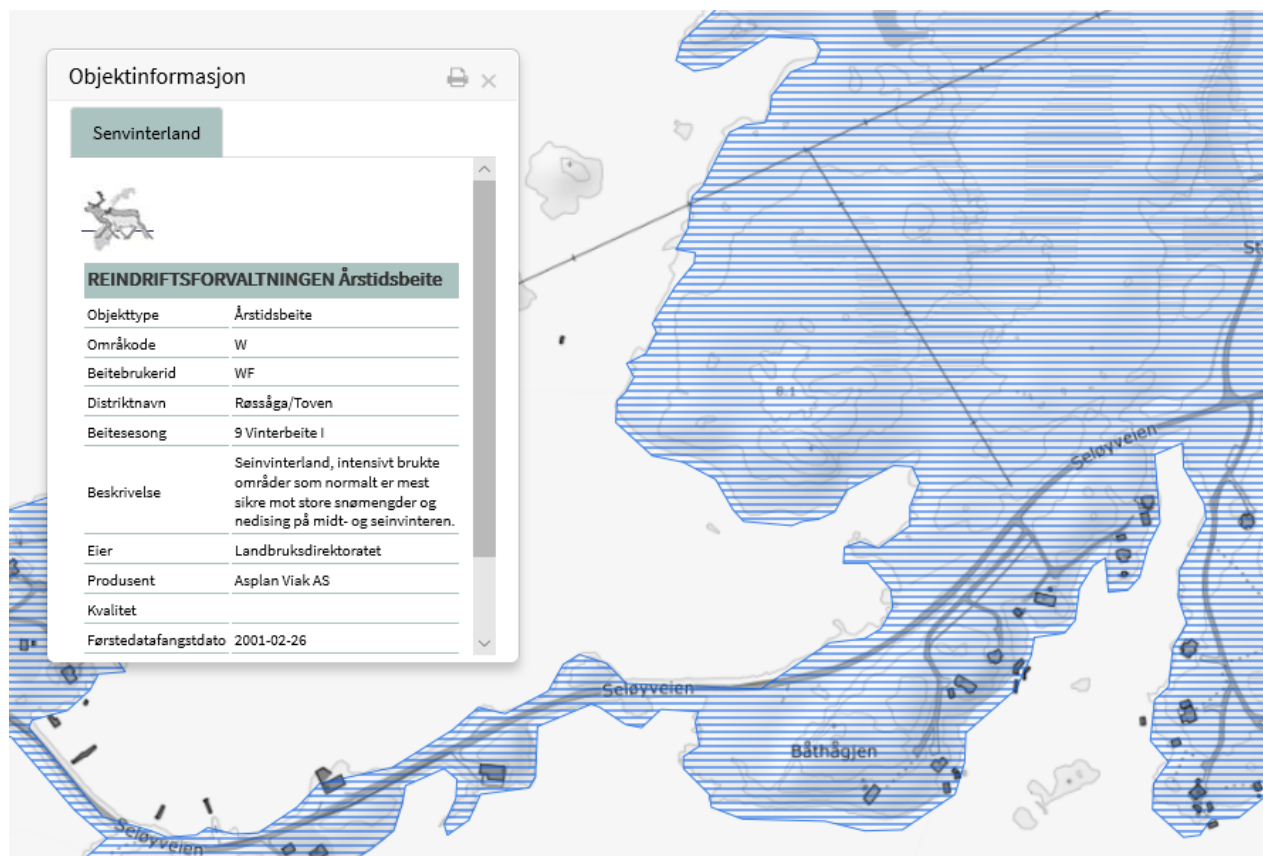 Objektinformasjon
Senvinterland
REINDRIFTSFORVALTNINGEN Årstidsbeite
Objekttype Årstidsbeite
Områkode W
Beitebrukerid WF
Distriktnavn Røssåga/Toven
Beitesesong 9 Vinterbeite I
Beskrivelse Seinvinterland, intensivt brukte
områder som normalt er mest
sikre mot store snømengder og
nedising på midt- og seinvinteren.
Eier Landbruksdirektoratet
Produsent Asplan Viak AS
Kvalitet
Førstedatafangstdato 2001-02-26
St
Seløyveien
Seløyveien
Båthågjen
Seløyveien